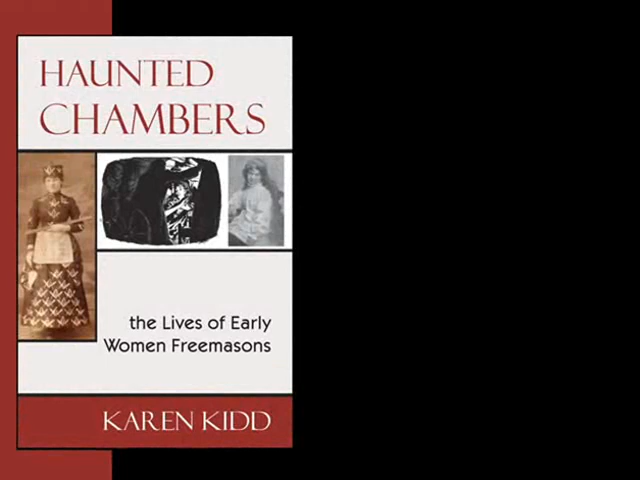 HAUNTED
CHAMBERS
the Lives of Early
Women Freemasons
KAREN KIDD